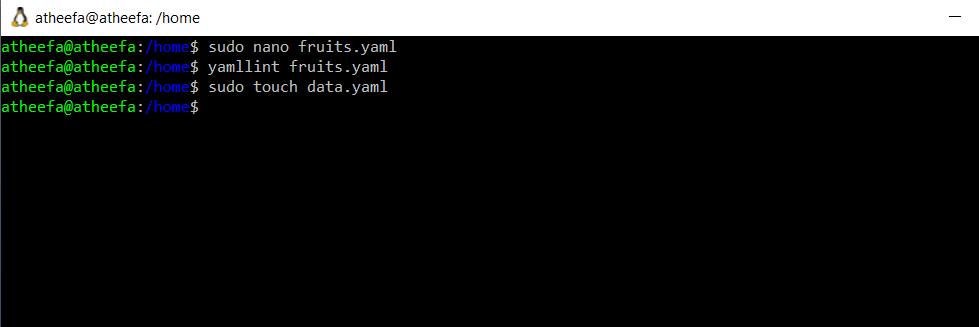 atheefa@atheefa: /home
atheefa@atheefa:/home$ sudo nano fruits.yaml
atheefa@atheefa:/home$ yamllint fruits.yaml
atheefa@atheefa:/home$ sudo touch data.yaml
atheefa@atheefa:/home$